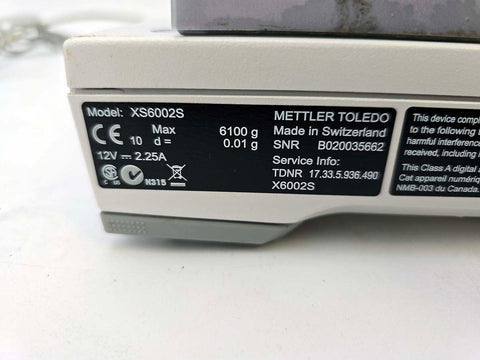 Model: XS6002S
CE 10 Max 6100 g
d = 0.01 g
12V ⎓ 2.25A
C US N315
METTLER TOLEDO
Made in Switzerland
SNR B020035662
Service Info:
TDNR 17.33.5.936.490
X6002S
This device compl
to the following
harmful interference
received, including
This Class A digital a
Cet appareil numériq
NMB-003 du Canada.